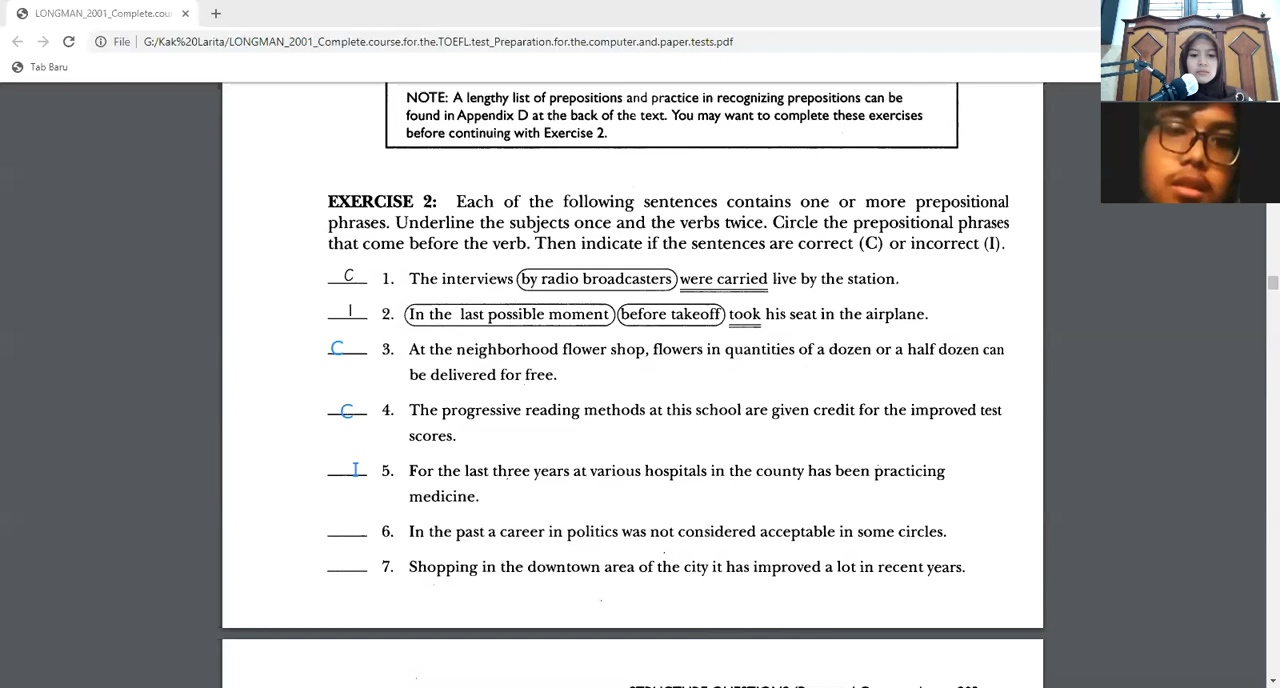 LONGMAN_2001_Complete.cou
File | G:/Kak%20Larita/LONGMAN_2001_Complete.course.for.the.TOEFL.test_Preparation.for.the.computer.and.paper.tests.pdf
Tab Baru
NOTE: A lengthy list of prepositions and practice in recognizing prepositions can be
found in Appendix D at the back of the text. You may want to complete these exercises
before continuing with Exercise 2.
EXERCISE 2: Each of the following sentences contains one or more prepositional
phrases. Underline the subjects once and the verbs twice. Circle the prepositional phrases
that come before the verb. Then indicate if the sentences are correct (C) or incorrect (I).
C 1. The interviews by radio broadcasters were carried live by the station.
I 2. In the last possible moment before takeoff took his seat in the airplane.
C 3. At the neighborhood flower shop, flowers in quantities of a dozen or a half dozen can
be delivered for free.
C 4. The progressive reading methods at this school are given credit for the improved test
scores.
I 5. For the last three years at various hospitals in the county has been practicing
medicine.
6. In the past a career in politics was not considered acceptable in some circles.
7. Shopping in the downtown area of the city it has improved a lot in recent years.